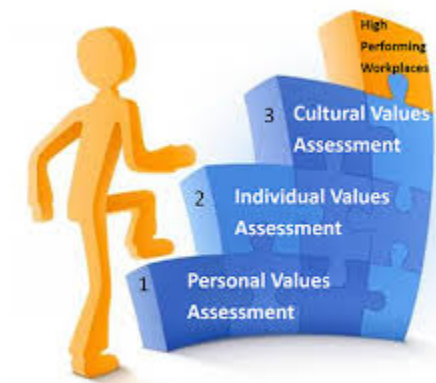 High
Performing
Workplaces
3 Cultural Values
Assessment
2 Individual Values
Assessment
1 Personal Values
Assessment